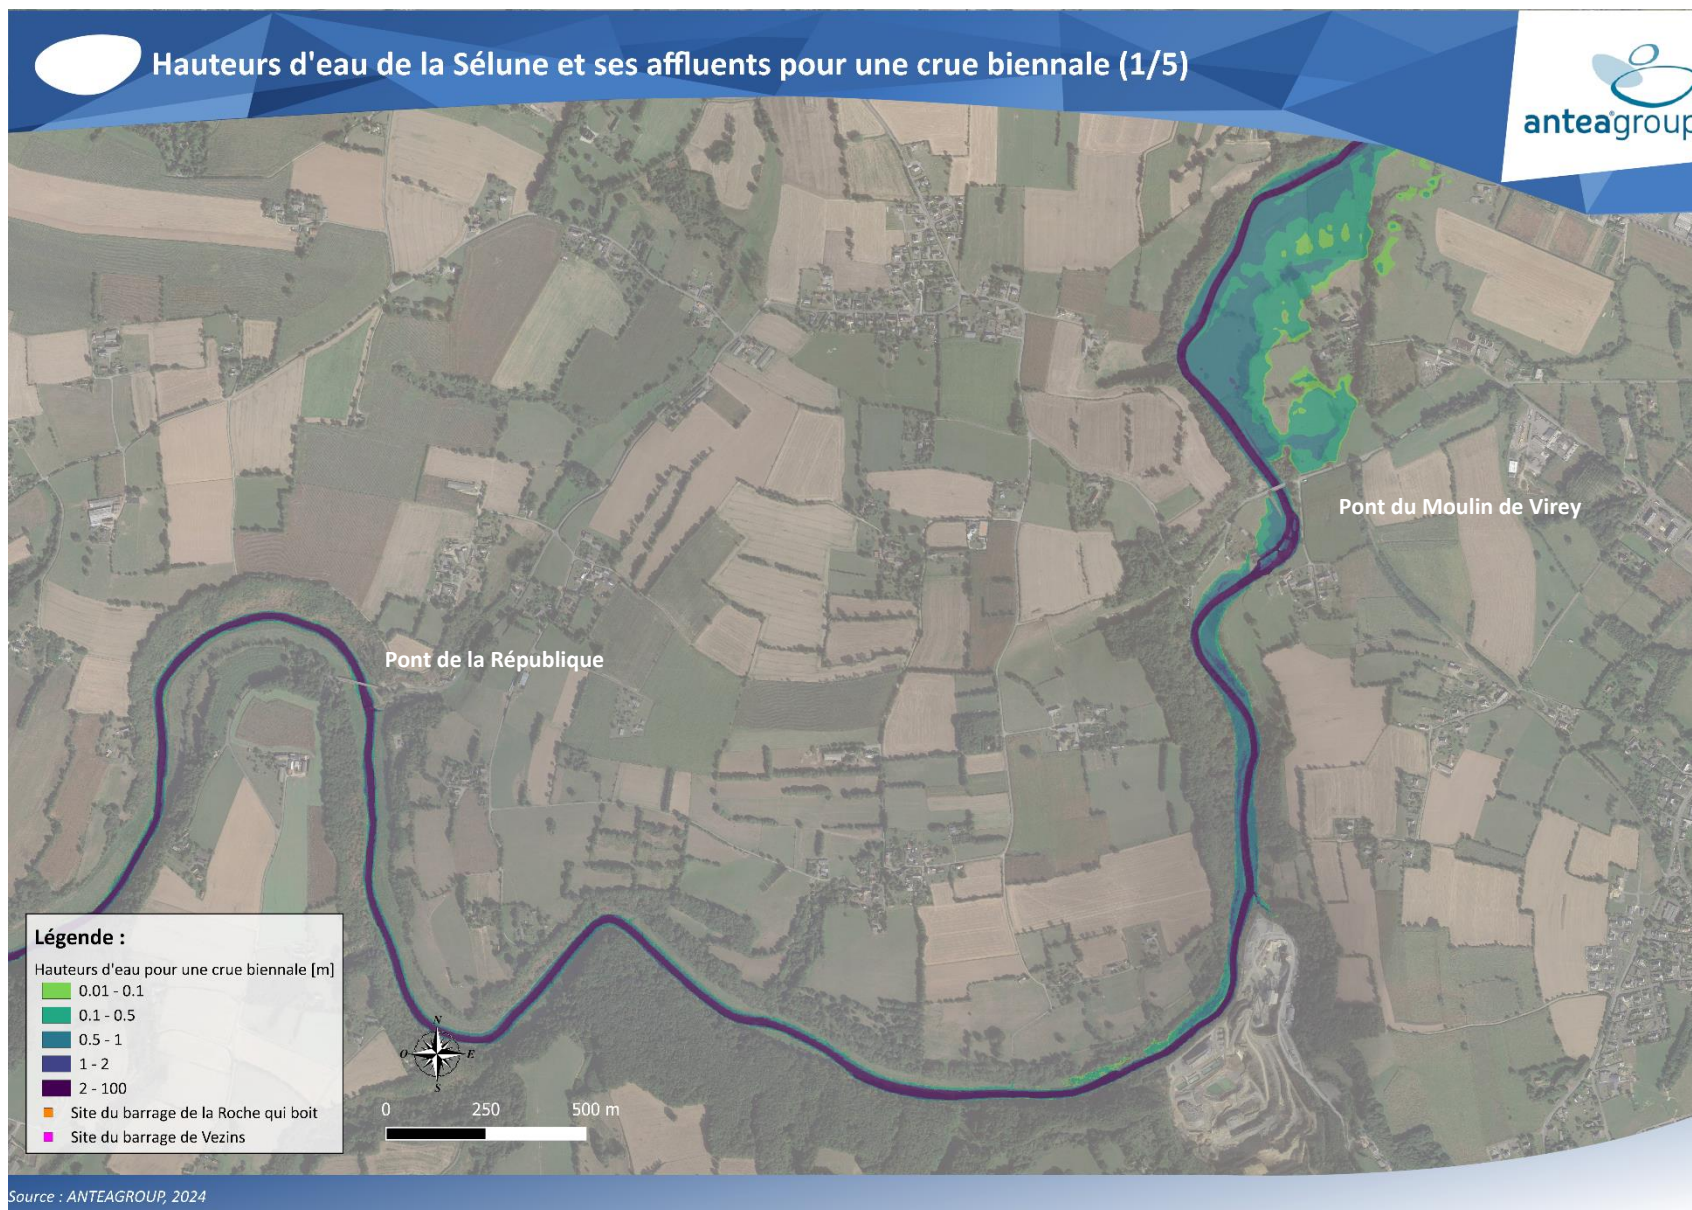 Hauteurs d'eau de la Sélune et ses affluents pour une crue biennale (1/5)
anteagroup
Pont du Moulin de Virey
Pont de la République
Légende :
Hauteurs d'eau pour une crue biennale [m]
0.01 - 0.1
0.1 - 0.5
0.5 - 1
1 - 2
2 - 100
Site du barrage de la Roche qui boit
Site du barrage de Vezins
N
O
E
S
0 250 500 m
Source : ANTEAGROUP, 2024